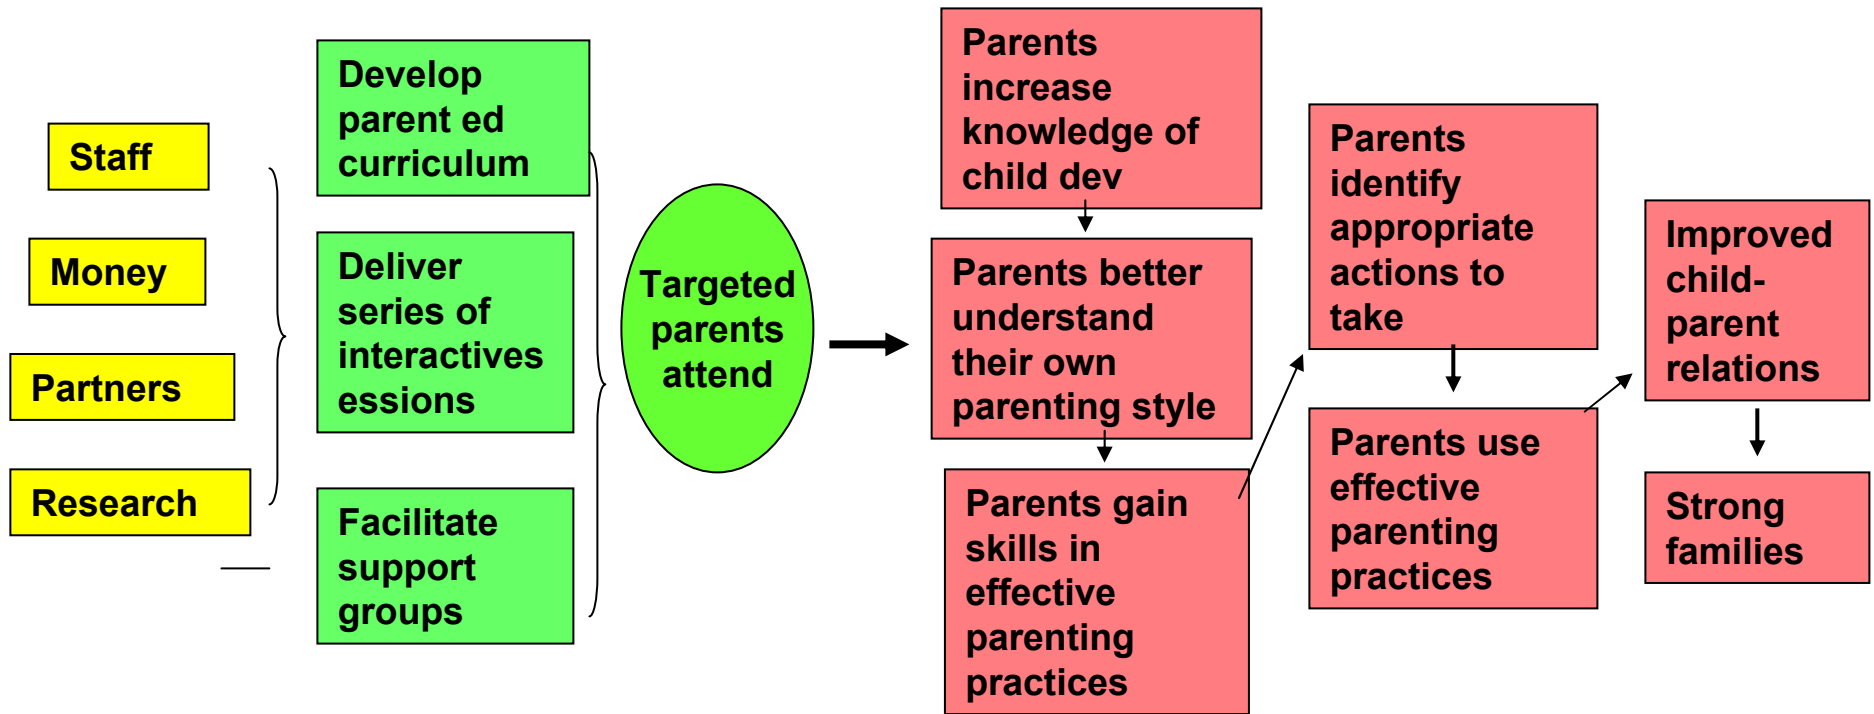 Staff
Money
Partners
Research
Develop
parent ed
curriculum
Deliver
series of
interactives
essions
Facilitate
support
groups
Targeted
parents
attend
Parents
increase
knowledge of
child dev
Parents better
understand
their own
parenting style
Parents gain
skills in
effective
parenting
practices
Parents
identify
appropriate
actions to
take
Parents use
effective
parenting
practices
Improved
child-
parent
relations
Strong
families